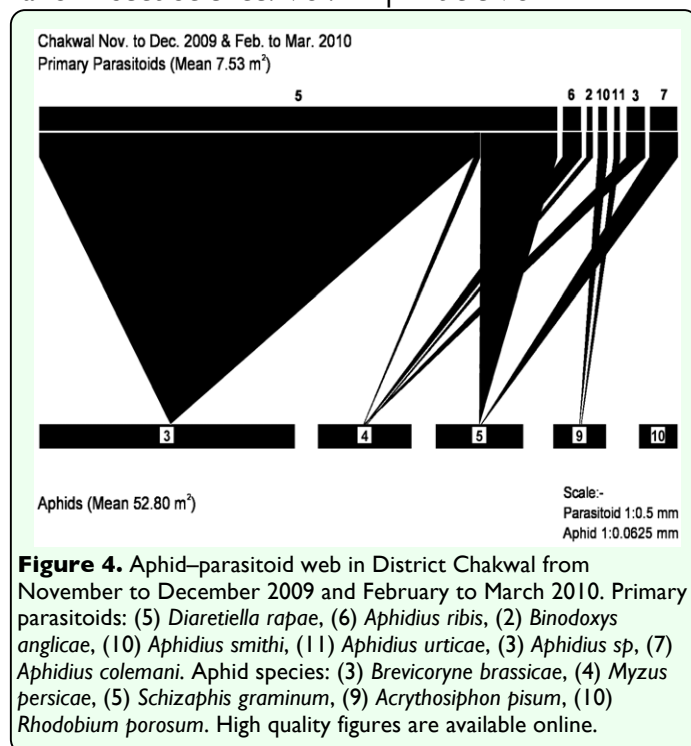 Chakwal Nov. to Dec. 2009 & Feb. to Mar. 2010
Primary Parasitoids (Mean 7.53 m²)
5 6 2 10 11 3 7
3 4 5 9 10
Aphids (Mean 52.80 m²)
Scale:-
Parasitoid 1:0.5 mm
Aphid 1:0.0625 mm
Figure 4. Aphid–parasitoid web in District Chakwal from
November to December 2009 and February to March 2010. Primary
parasitoids: (5) Diaretiella rapae, (6) Aphidius ribis, (2) Binodoxys
anglicae, (10) Aphidius smithi, (11) Aphidius urticae, (3) Aphidius sp, (7)
Aphidius colemani. Aphid species: (3) Brevicoryne brassicae, (4) Myzus
persicae, (5) Schizaphis graminum, (9) Acrythosiphon pisum, (10)
Rhodobium porosum. High quality figures are available online.